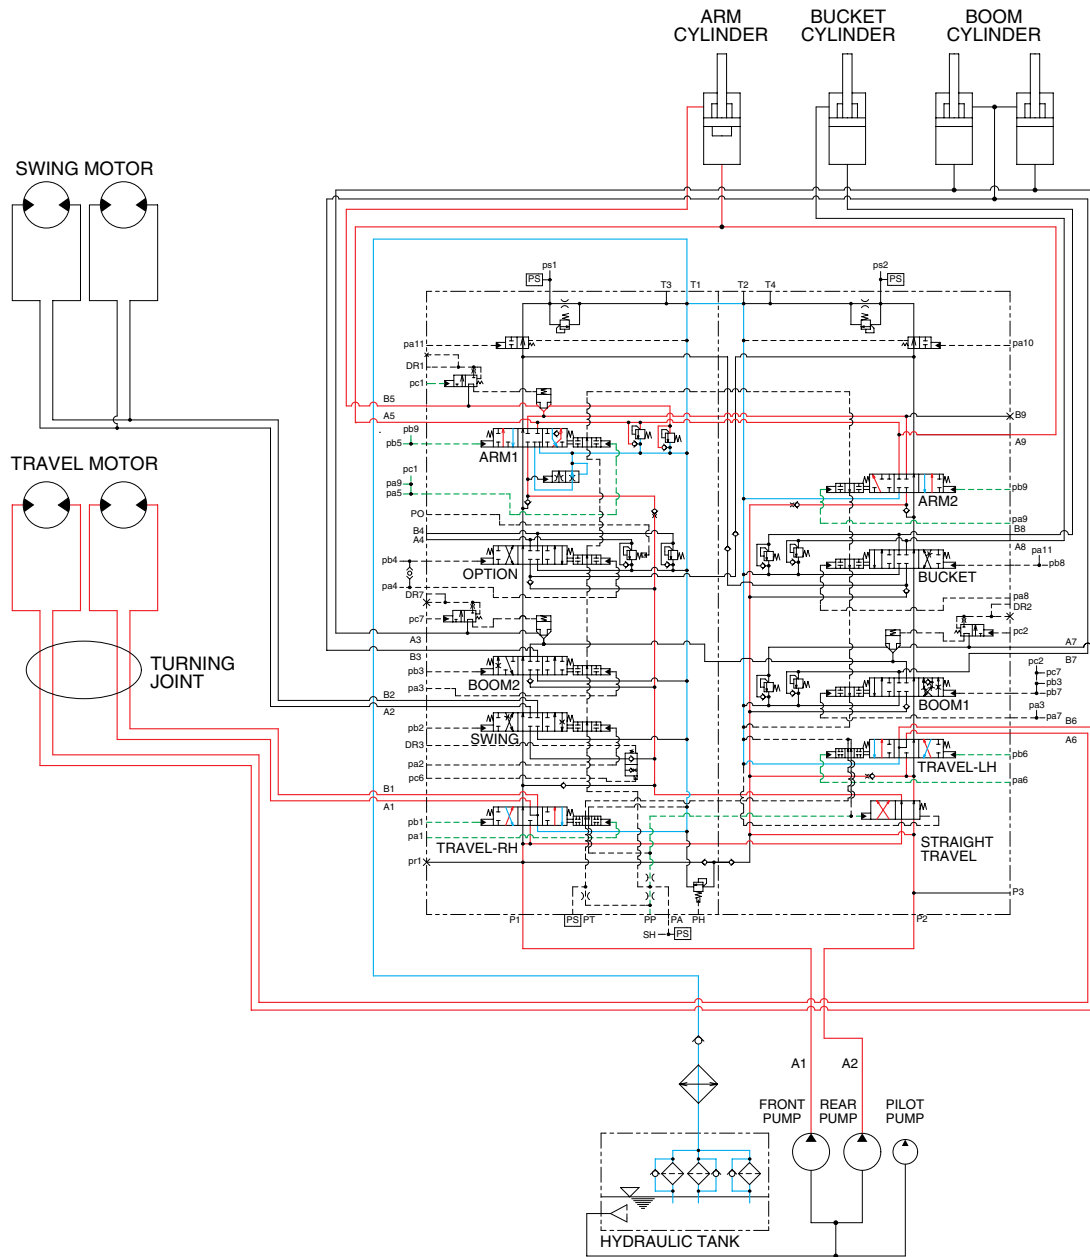 ARM
CYLINDER
BUCKET
CYLINDER
BOOM
CYLINDER
SWING MOTOR
TRAVEL MOTOR
TURNING
JOINT
ps1
PS
T3
T1
T2
T4
ps2
PS
pa11
DR1
pc1
B5
A5
pb9
pb5
ARM1
pc1
pa9
pa5
PO
B4
A4
pb4
OPTION
pa4
DR7
pc7
A3
B3
pb3
BOOM2
pa3
B2
A2
pb2
SWING
DR3
pa2
pc6
B1
A1
pb1
pa1
TRAVEL-RH
pr1
pa10
B9
A9
ARM2
pb9
pa9
B8
A8
pa11
pb8
BUCKET
pa8
DR2
pc2
A7
B7
pc2
pc7
pb3
pb7
BOOM1
pa3
pa7
B6
A6
pb6
TRAVEL-LH
pa6
STRAIGHT
TRAVEL
P3
P1
PS
PT
PP
PA
PH
SH
PS
P2
A1
A2
FRONT
PUMP
REAR
PUMP
PILOT
PUMP
HYDRAULIC TANK